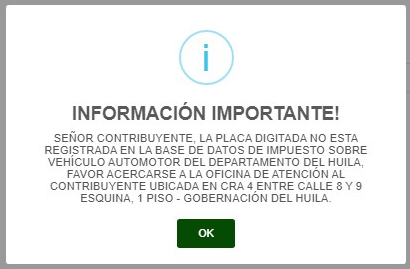 i
INFORMACIÓN IMPORTANTE!
SEÑOR CONTRIBUYENTE, LA PLACA DIGITADA NO ESTA
REGISTRADA EN LA BASE DE DATOS DE IMPUESTO SOBRE
VEHÍCULO AUTOMOTOR DEL DEPARTAMENTO DEL HUILA,
FAVOR ACERCARSE A LA OFICINA DE ATENCIÓN AL
CONTRIBUYENTE UBICADA EN CRA 4 ENTRE CALLE 8 Y 9
ESQUINA, 1 PISO - GOBERNACIÓN DEL HUILA.
OK